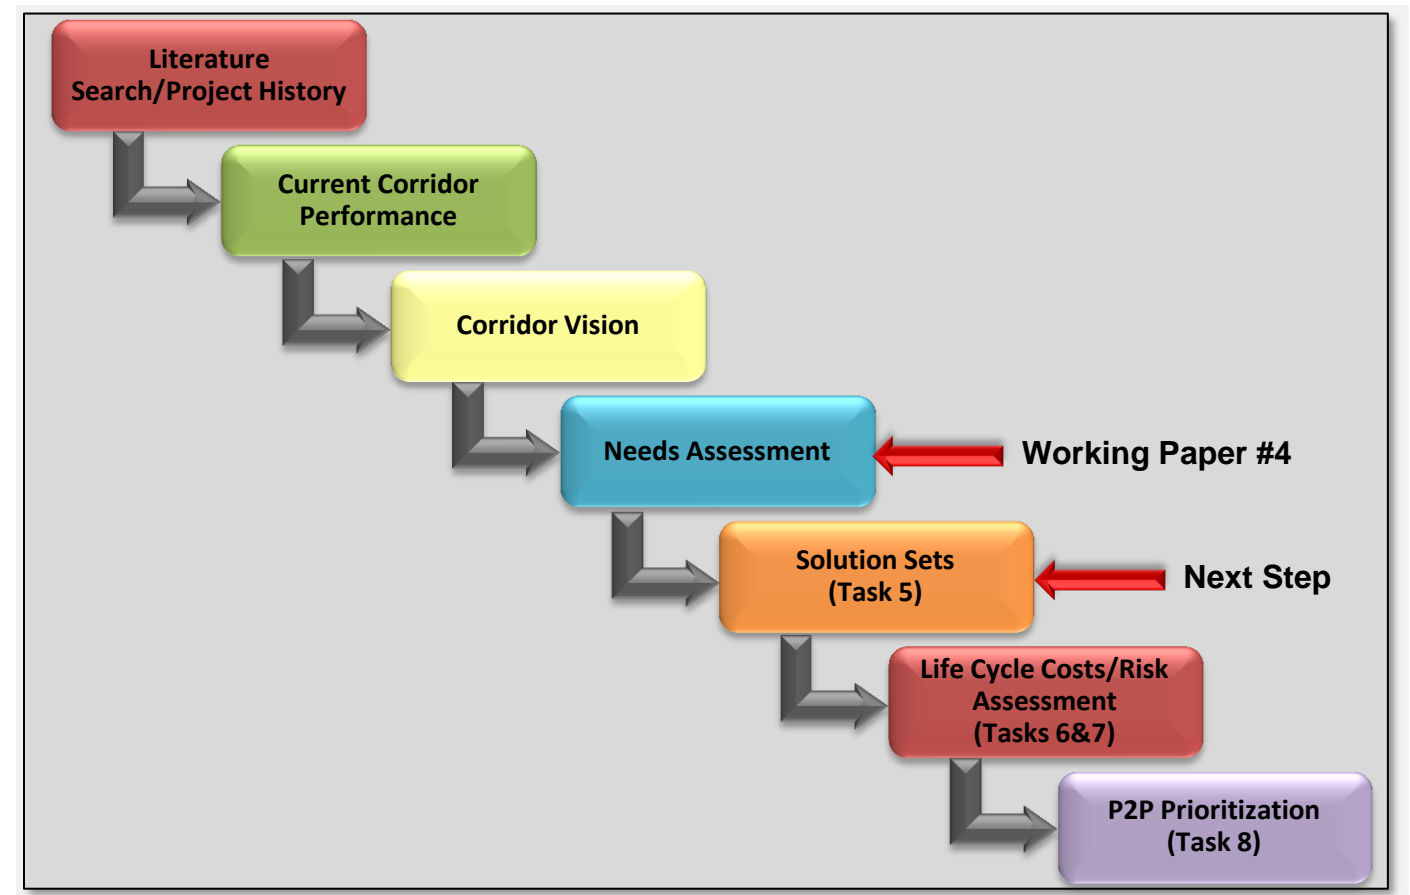 Literature
Search/Project History
Current Corridor
Performance
Corridor Vision
Needs Assessment
Working Paper #4
Solution Sets
(Task 5)
Next Step
Life Cycle Costs/Risk
Assessment
(Tasks 6&7)
P2P Prioritization
(Task 8)